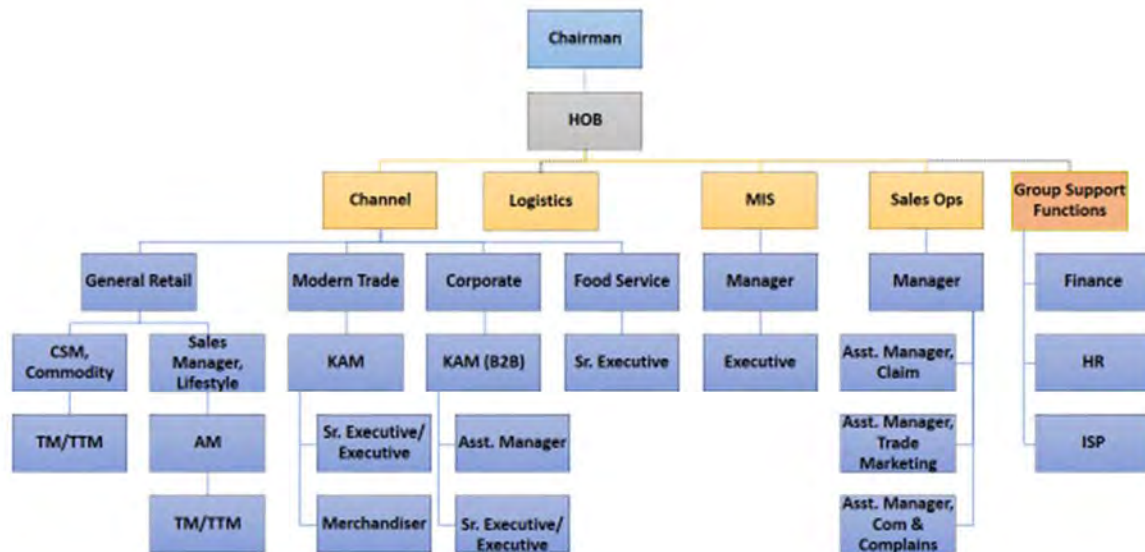 Chairman
HOB
Channel
Logistics
MIS
Sales Ops
Group Support
Functions
General Retail
Modern Trade
Corporate
Food Service
Manager
Manager
Finance
CSM,
Commodity
Sales
Manager,
Lifestyle
KAM
KAM (B2B)
Sr. Executive
Executive
Asst. Manager,
Claim
HR
TM/TTM
AM
Sr. Executive/
Executive
Asst. Manager
Asst. Manager,
Trade
Marketing
ISP
TM/TTM
Merchandiser
Sr. Executive/
Executive
Asst. Manager,
Com &
Complains